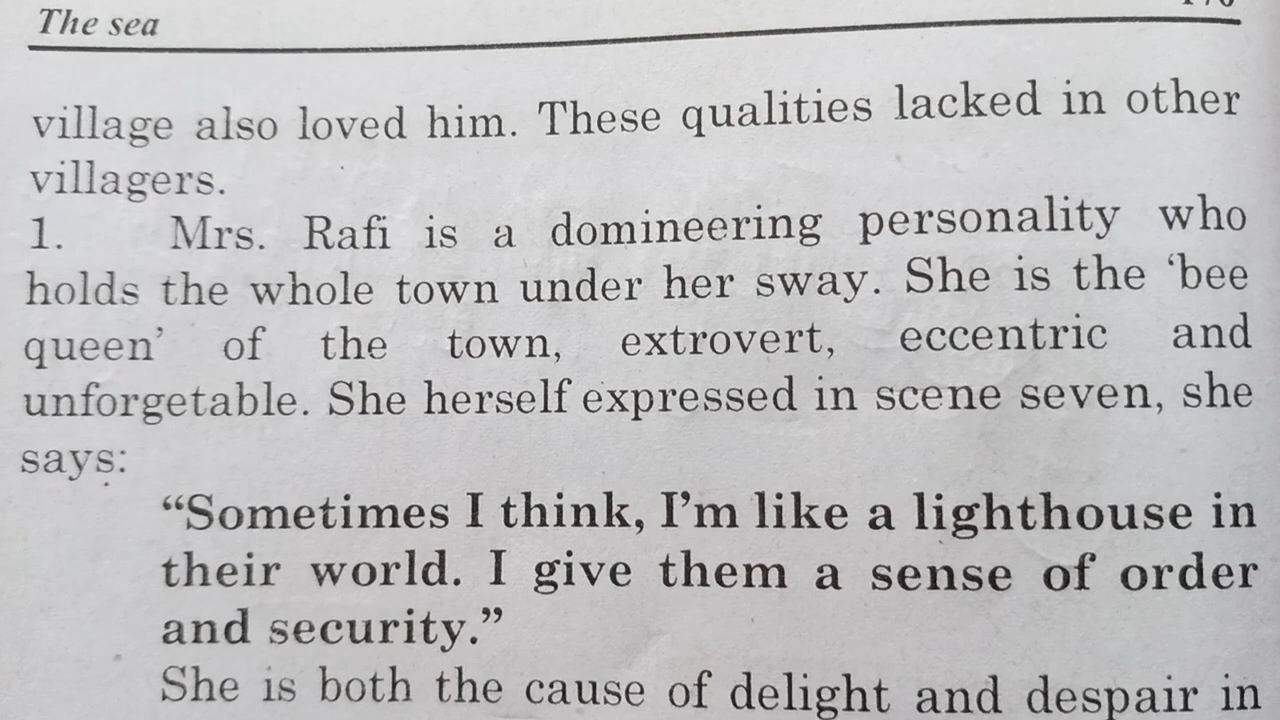 The sea
village also loved him. These qualities lacked in other
villagers.
1. Mrs. Rafi is a domineering personality who
holds the whole town under her sway. She is the ‘bee
queen’ of the town, extrovert, eccentric and
unforgetable. She herself expressed in scene seven, she
says:
“Sometimes I think, I’m like a lighthouse in
their world. I give them a sense of order
and security.”
She is both the cause of delight and despair in